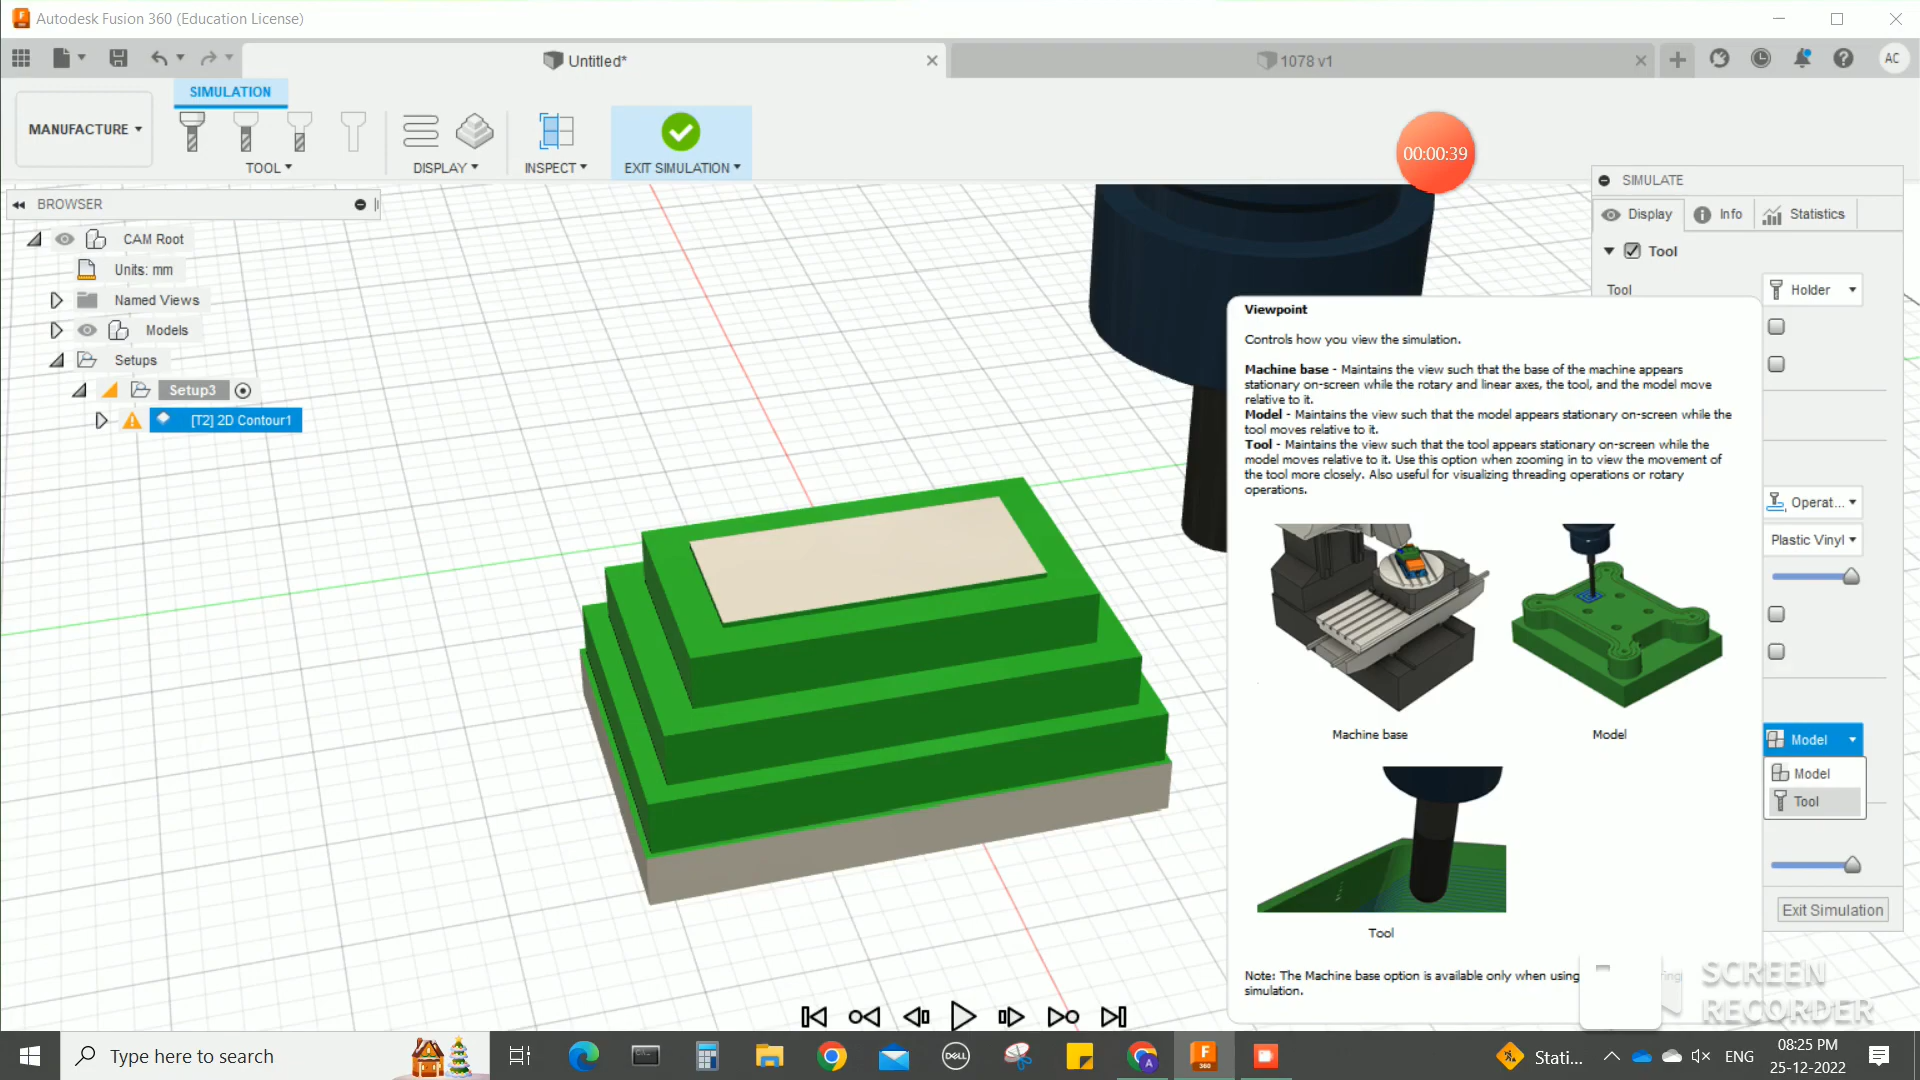 Autodesk Fusion 360 (Education License)
Untitled*
1078 v1
AC
SIMULATION
MANUFACTURE
TOOL
DISPLAY
INSPECT
EXIT SIMULATION
00:00:39
BROWSER
CAM Root
Units: mm
Named Views
Models
Setups
Setup3
[T2] 2D Contour1
SIMULATE
Display
Info
Statistics
Tool
Tool
Holder
Viewpoint
Controls how you view the simulation.
Machine base - Maintains the view such that the base of the machine appears
stationary on-screen while the rotary and linear axes, the tool, and the model move
relative to it.
Model - Maintains the view such that the model appears stationary on-screen while the
tool moves relative to it.
Tool - Maintains the view such that the tool appears stationary on-screen while the
model moves relative to it. Use this option when zooming in to view the movement of
the tool more closely. Also useful for visualizing threading operations or rotary
operations.
Machine base
Model
Tool
Note: The Machine base option is available only when using
simulation.
Operat...
Plastic Vinyl
Model
Model
Tool
Exit Simulation
SCREEN
RECORDER
Type here to search
DELL
F
360
A
Stati...
ENG
08:25 PM
25-12-2022